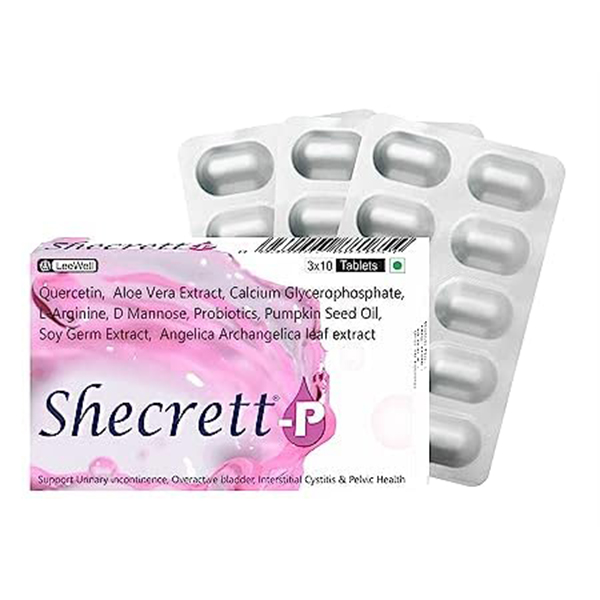 Shecrett-P
LeeWell
3x10 Tablets
Quercetin, Aloe Vera Extract, Calcium Glycerophosphate,
L-Arginine, D Mannose, Probiotics, Pumpkin Seed Oil,
Soy Germ Extract, Angelica Archangelica leaf extract
Shecrett®-P
Support Urinary incontinence, Overactive bladder, Interstitial Cystitis & Pelvic Health